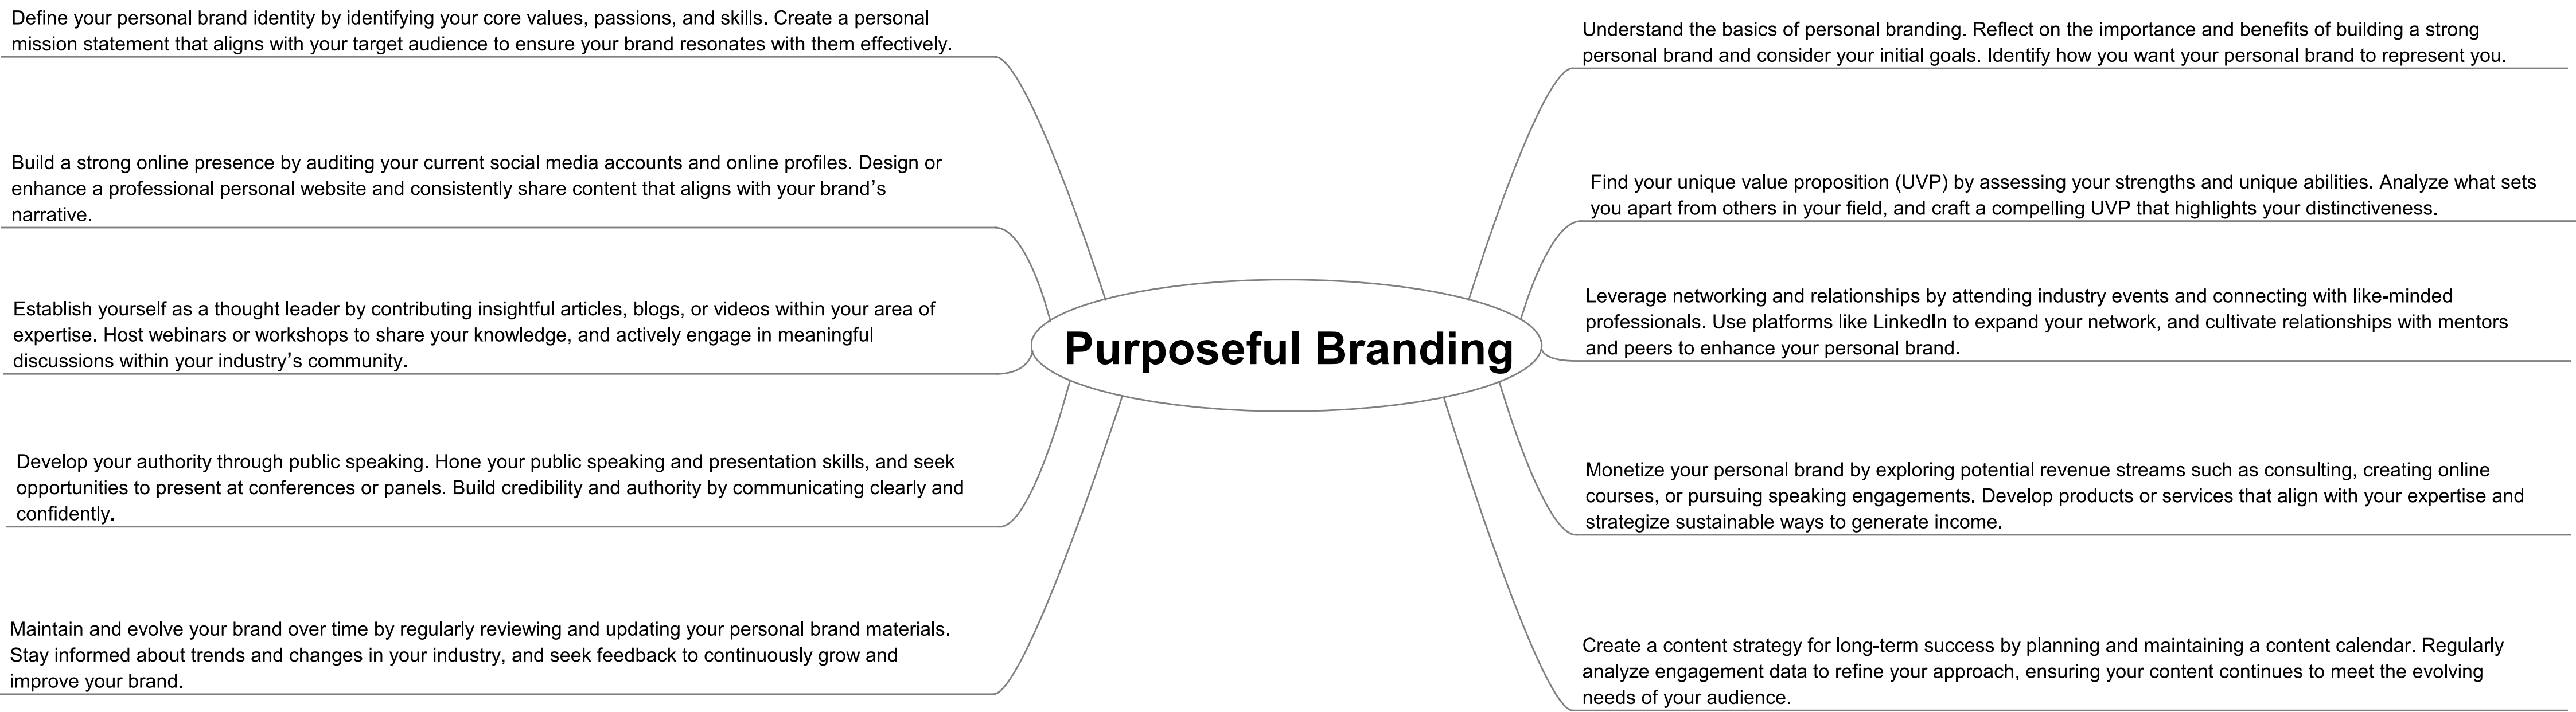 Define your personal brand identity by identifying your core values, passions, and skills. Create a personal
mission statement that aligns with your target audience to ensure your brand resonates with them effectively.
Build a strong online presence by auditing your current social media accounts and online profiles. Design or
enhance a professional personal website and consistently share content that aligns with your brand’s
narrative.
Establish yourself as a thought leader by contributing insightful articles, blogs, or videos within your area of
expertise. Host webinars or workshops to share your knowledge, and actively engage in meaningful
discussions within your industry’s community.
Develop your authority through public speaking. Hone your public speaking and presentation skills, and seek
opportunities to present at conferences or panels. Build credibility and authority by communicating clearly and
confidently.
Maintain and evolve your brand over time by regularly reviewing and updating your personal brand materials.
Stay informed about trends and changes in your industry, and seek feedback to continuously grow and
improve your brand.
Purposeful Branding
Understand the basics of personal branding. Reflect on the importance and benefits of building a strong
personal brand and consider your initial goals. Identify how you want your personal brand to represent you.
Find your unique value proposition (UVP) by assessing your strengths and unique abilities. Analyze what sets
you apart from others in your field, and craft a compelling UVP that highlights your distinctiveness.
Leverage networking and relationships by attending industry events and connecting with like-minded
professionals. Use platforms like LinkedIn to expand your network, and cultivate relationships with mentors
and peers to enhance your personal brand.
Monetize your personal brand by exploring potential revenue streams such as consulting, creating online
courses, or pursuing speaking engagements. Develop products or services that align with your expertise and
strategize sustainable ways to generate income.
Create a content strategy for long-term success by planning and maintaining a content calendar. Regularly
analyze engagement data to refine your approach, ensuring your content continues to meet the evolving
needs of your audience.